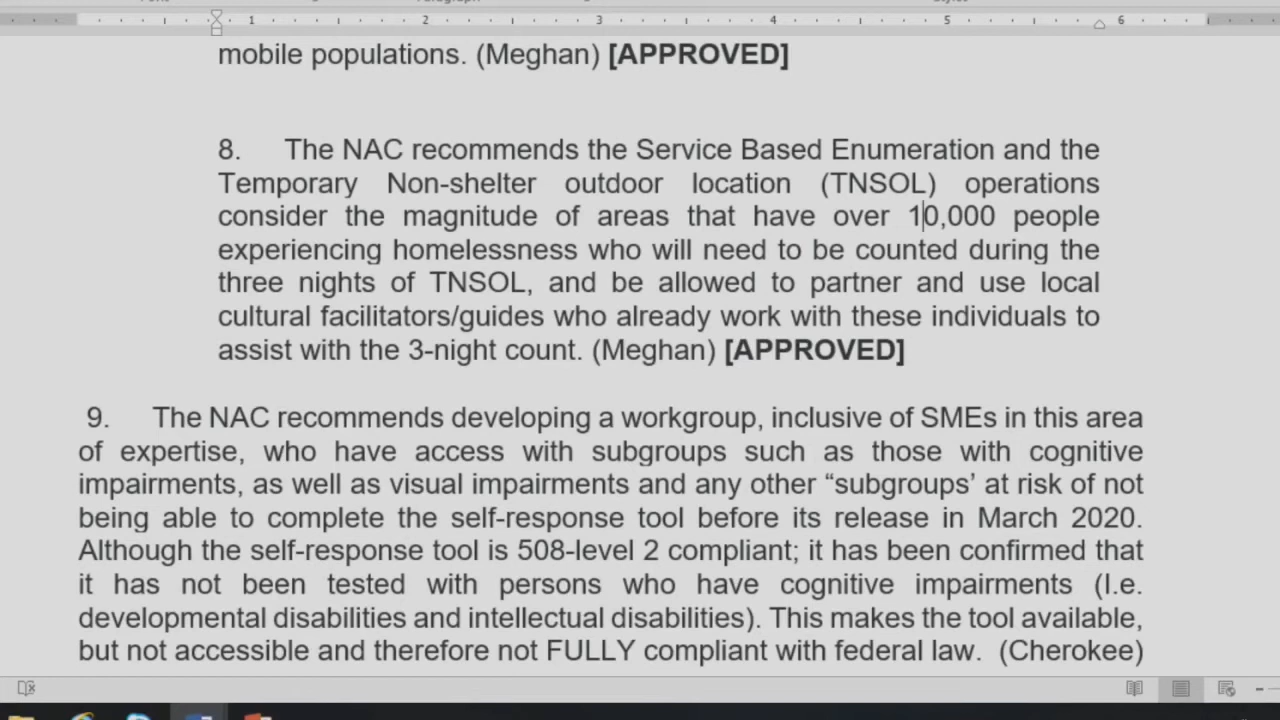 1 2 3 4 5 6
mobile populations. (Meghan) [APPROVED]
8. The NAC recommends the Service Based Enumeration and the
Temporary Non-shelter outdoor location (TNSOL) operations
consider the magnitude of areas that have over 10,000 people
experiencing homelessness who will need to be counted during the
three nights of TNSOL, and be allowed to partner and use local
cultural facilitators/guides who already work with these individuals to
assist with the 3-night count. (Meghan) [APPROVED]
9. The NAC recommends developing a workgroup, inclusive of SMEs in this area
of expertise, who have access with subgroups such as those with cognitive
impairments, as well as visual impairments and any other “subgroups’ at risk of not
being able to complete the self-response tool before its release in March 2020.
Although the self-response tool is 508-level 2 compliant; it has been confirmed that
it has not been tested with persons who have cognitive impairments (I.e.
developmental disabilities and intellectual disabilities). This makes the tool available,
but not accessible and therefore not FULLY compliant with federal law. (Cherokee)